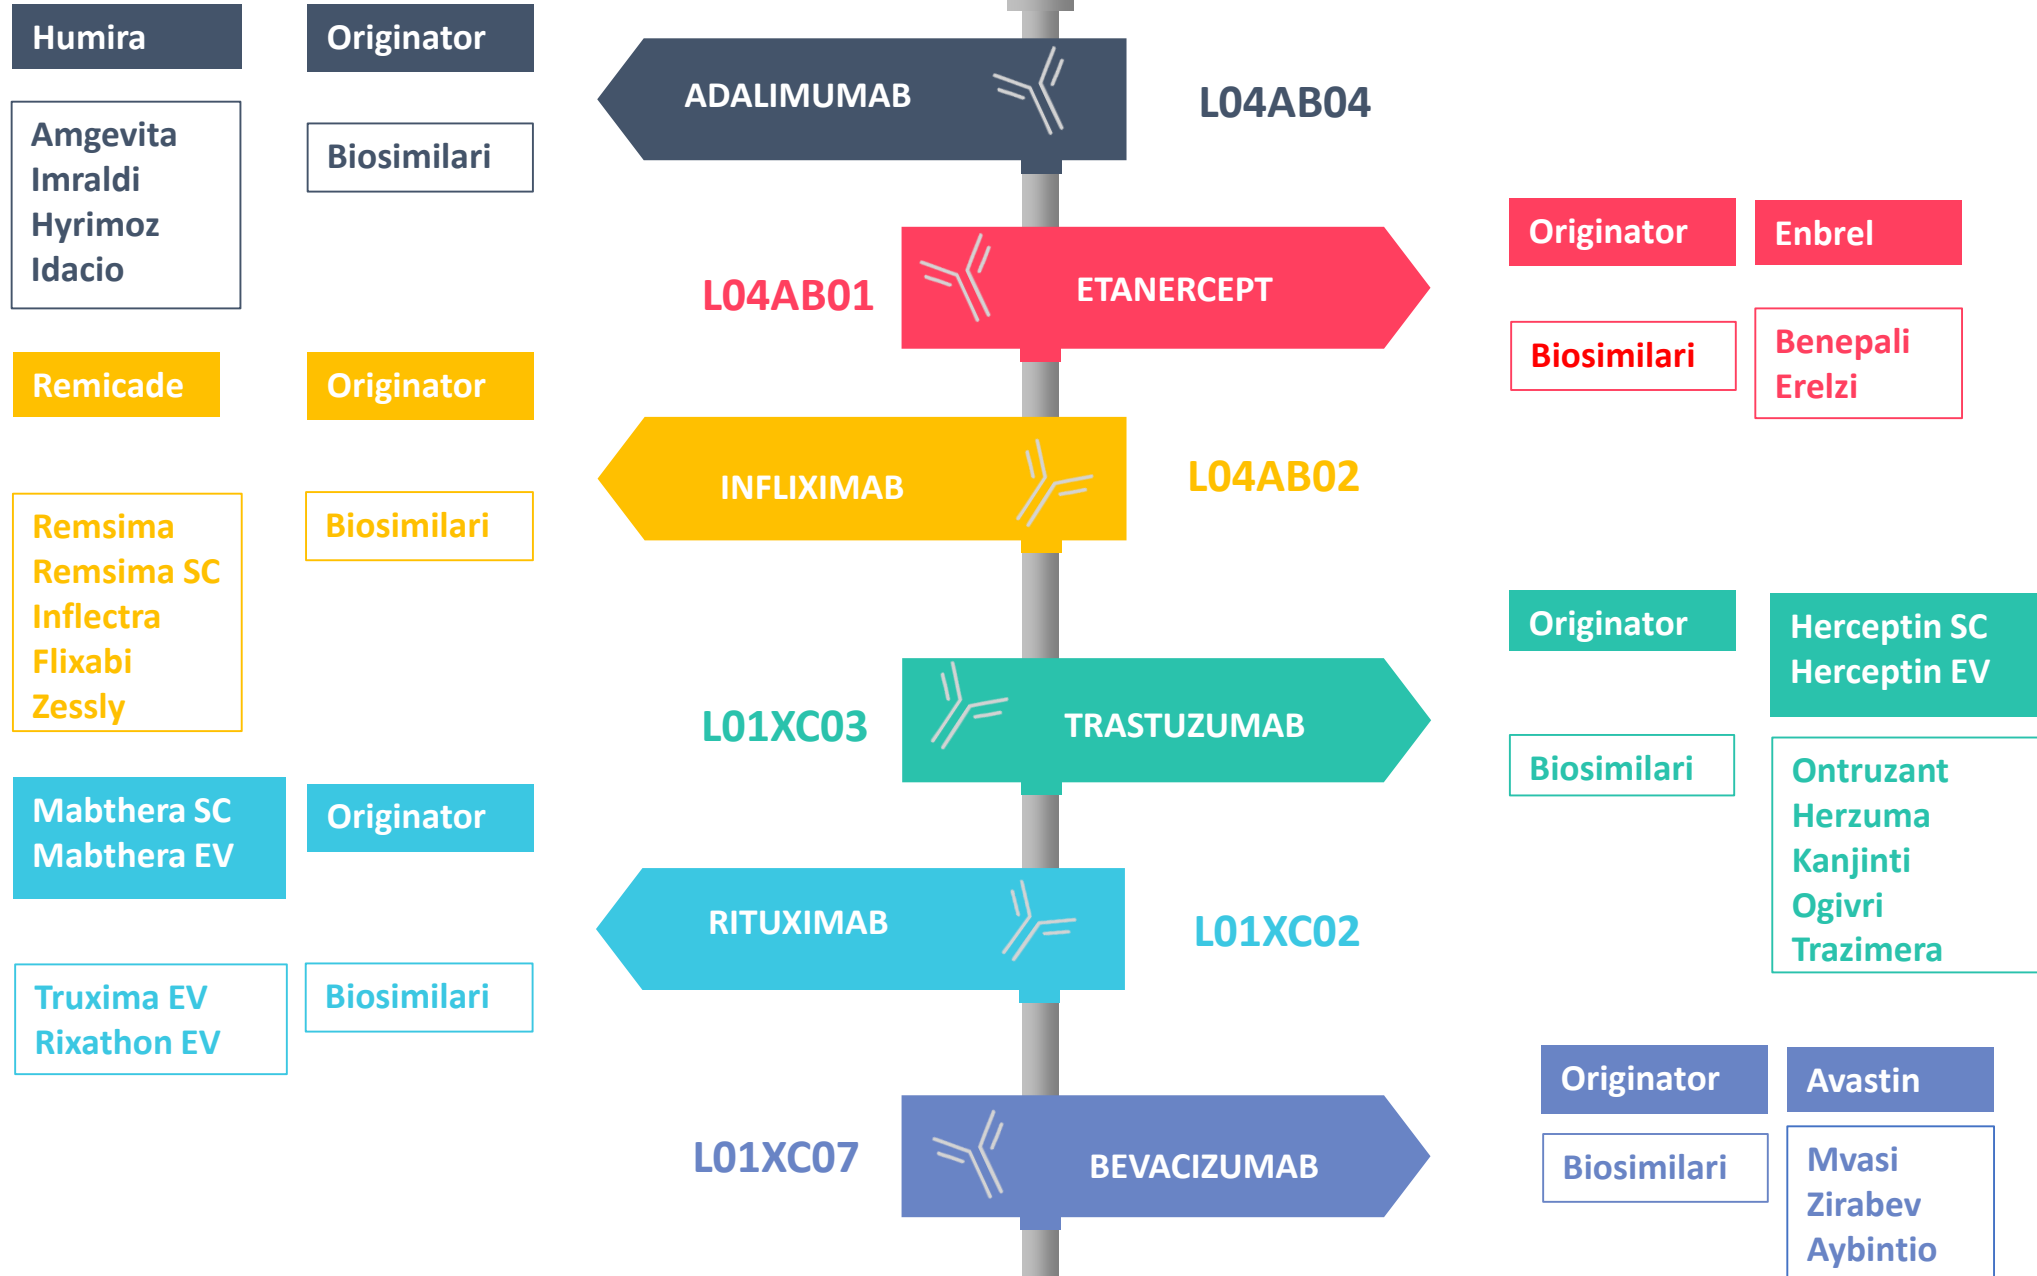 Humira
Originator
ADALIMUMAB
L04AB04
Amgevita
Imraldi
Hyrimoz
Idacio
Biosimilari
L04AB01
ETANERCEPT
Originator
Enbrel
Biosimilari
Benepali
Erelzi
Remicade
Originator
INFLIXIMAB
L04AB02
Remsima
Remsima SC
Inflectra
Flixabi
Zessly
Biosimilari
L01XC03
TRASTUZUMAB
Originator
Herceptin SC
Herceptin EV
Biosimilari
Ontruzant
Herzuma
Kanjinti
Ogivri
Trazimera
Mabthera SC
Mabthera EV
Originator
RITUXIMAB
L01XC02
Truxima EV
Rixathon EV
Biosimilari
L01XC07
BEVACIZUMAB
Originator
Avastin
Biosimilari
Mvasi
Zirabev
Aybintio